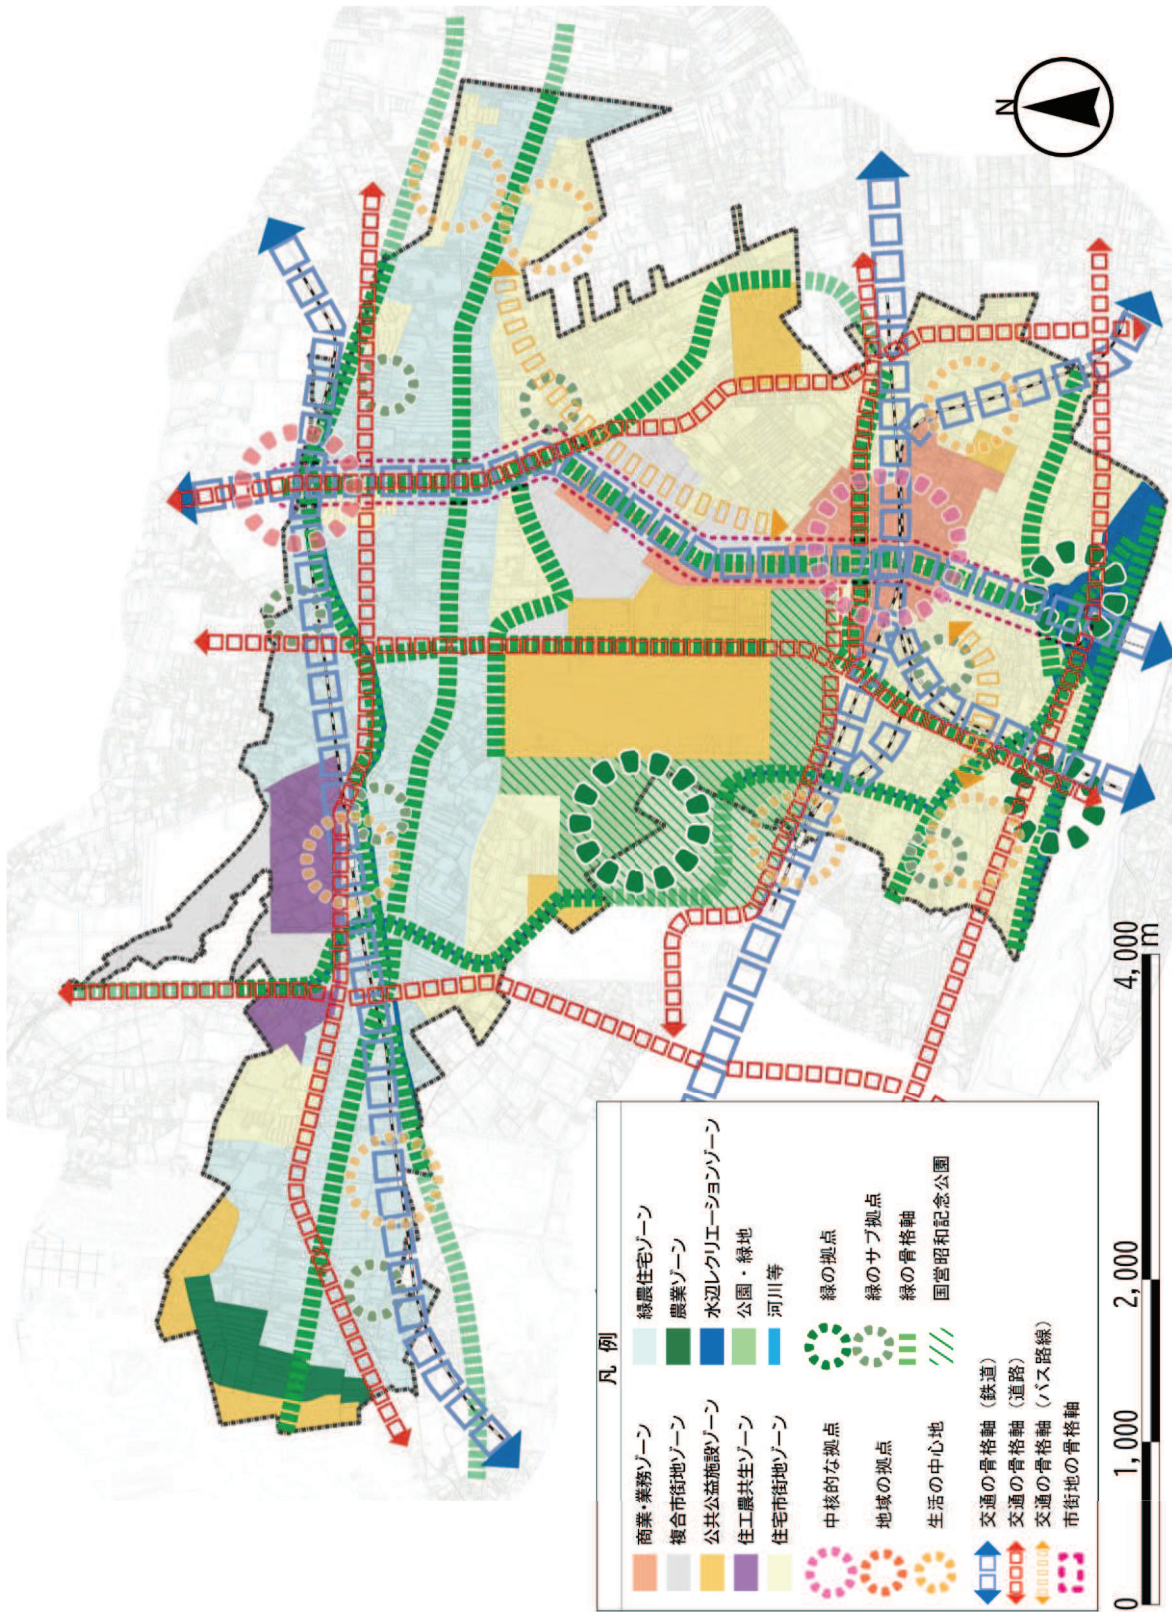 N
凡 例
商業・業務ゾーン
複合市街地ゾーン
公共公益施設ゾーン
住工農共生ゾーン
住宅市街地ゾーン
緑農住宅ゾーン
農業ゾーン
水辺レクリエーションゾーン
公園・緑地
河川等
中核的な拠点
地域の拠点
生活の中心地
緑の拠点
緑のサブ拠点
緑の骨格軸
国営昭和記念公園
交通の骨格軸（鉄道）
交通の骨格軸（道路）
交通の骨格軸（バス路線）
市街地の骨格軸
0 1,000 2,000 4,000
m